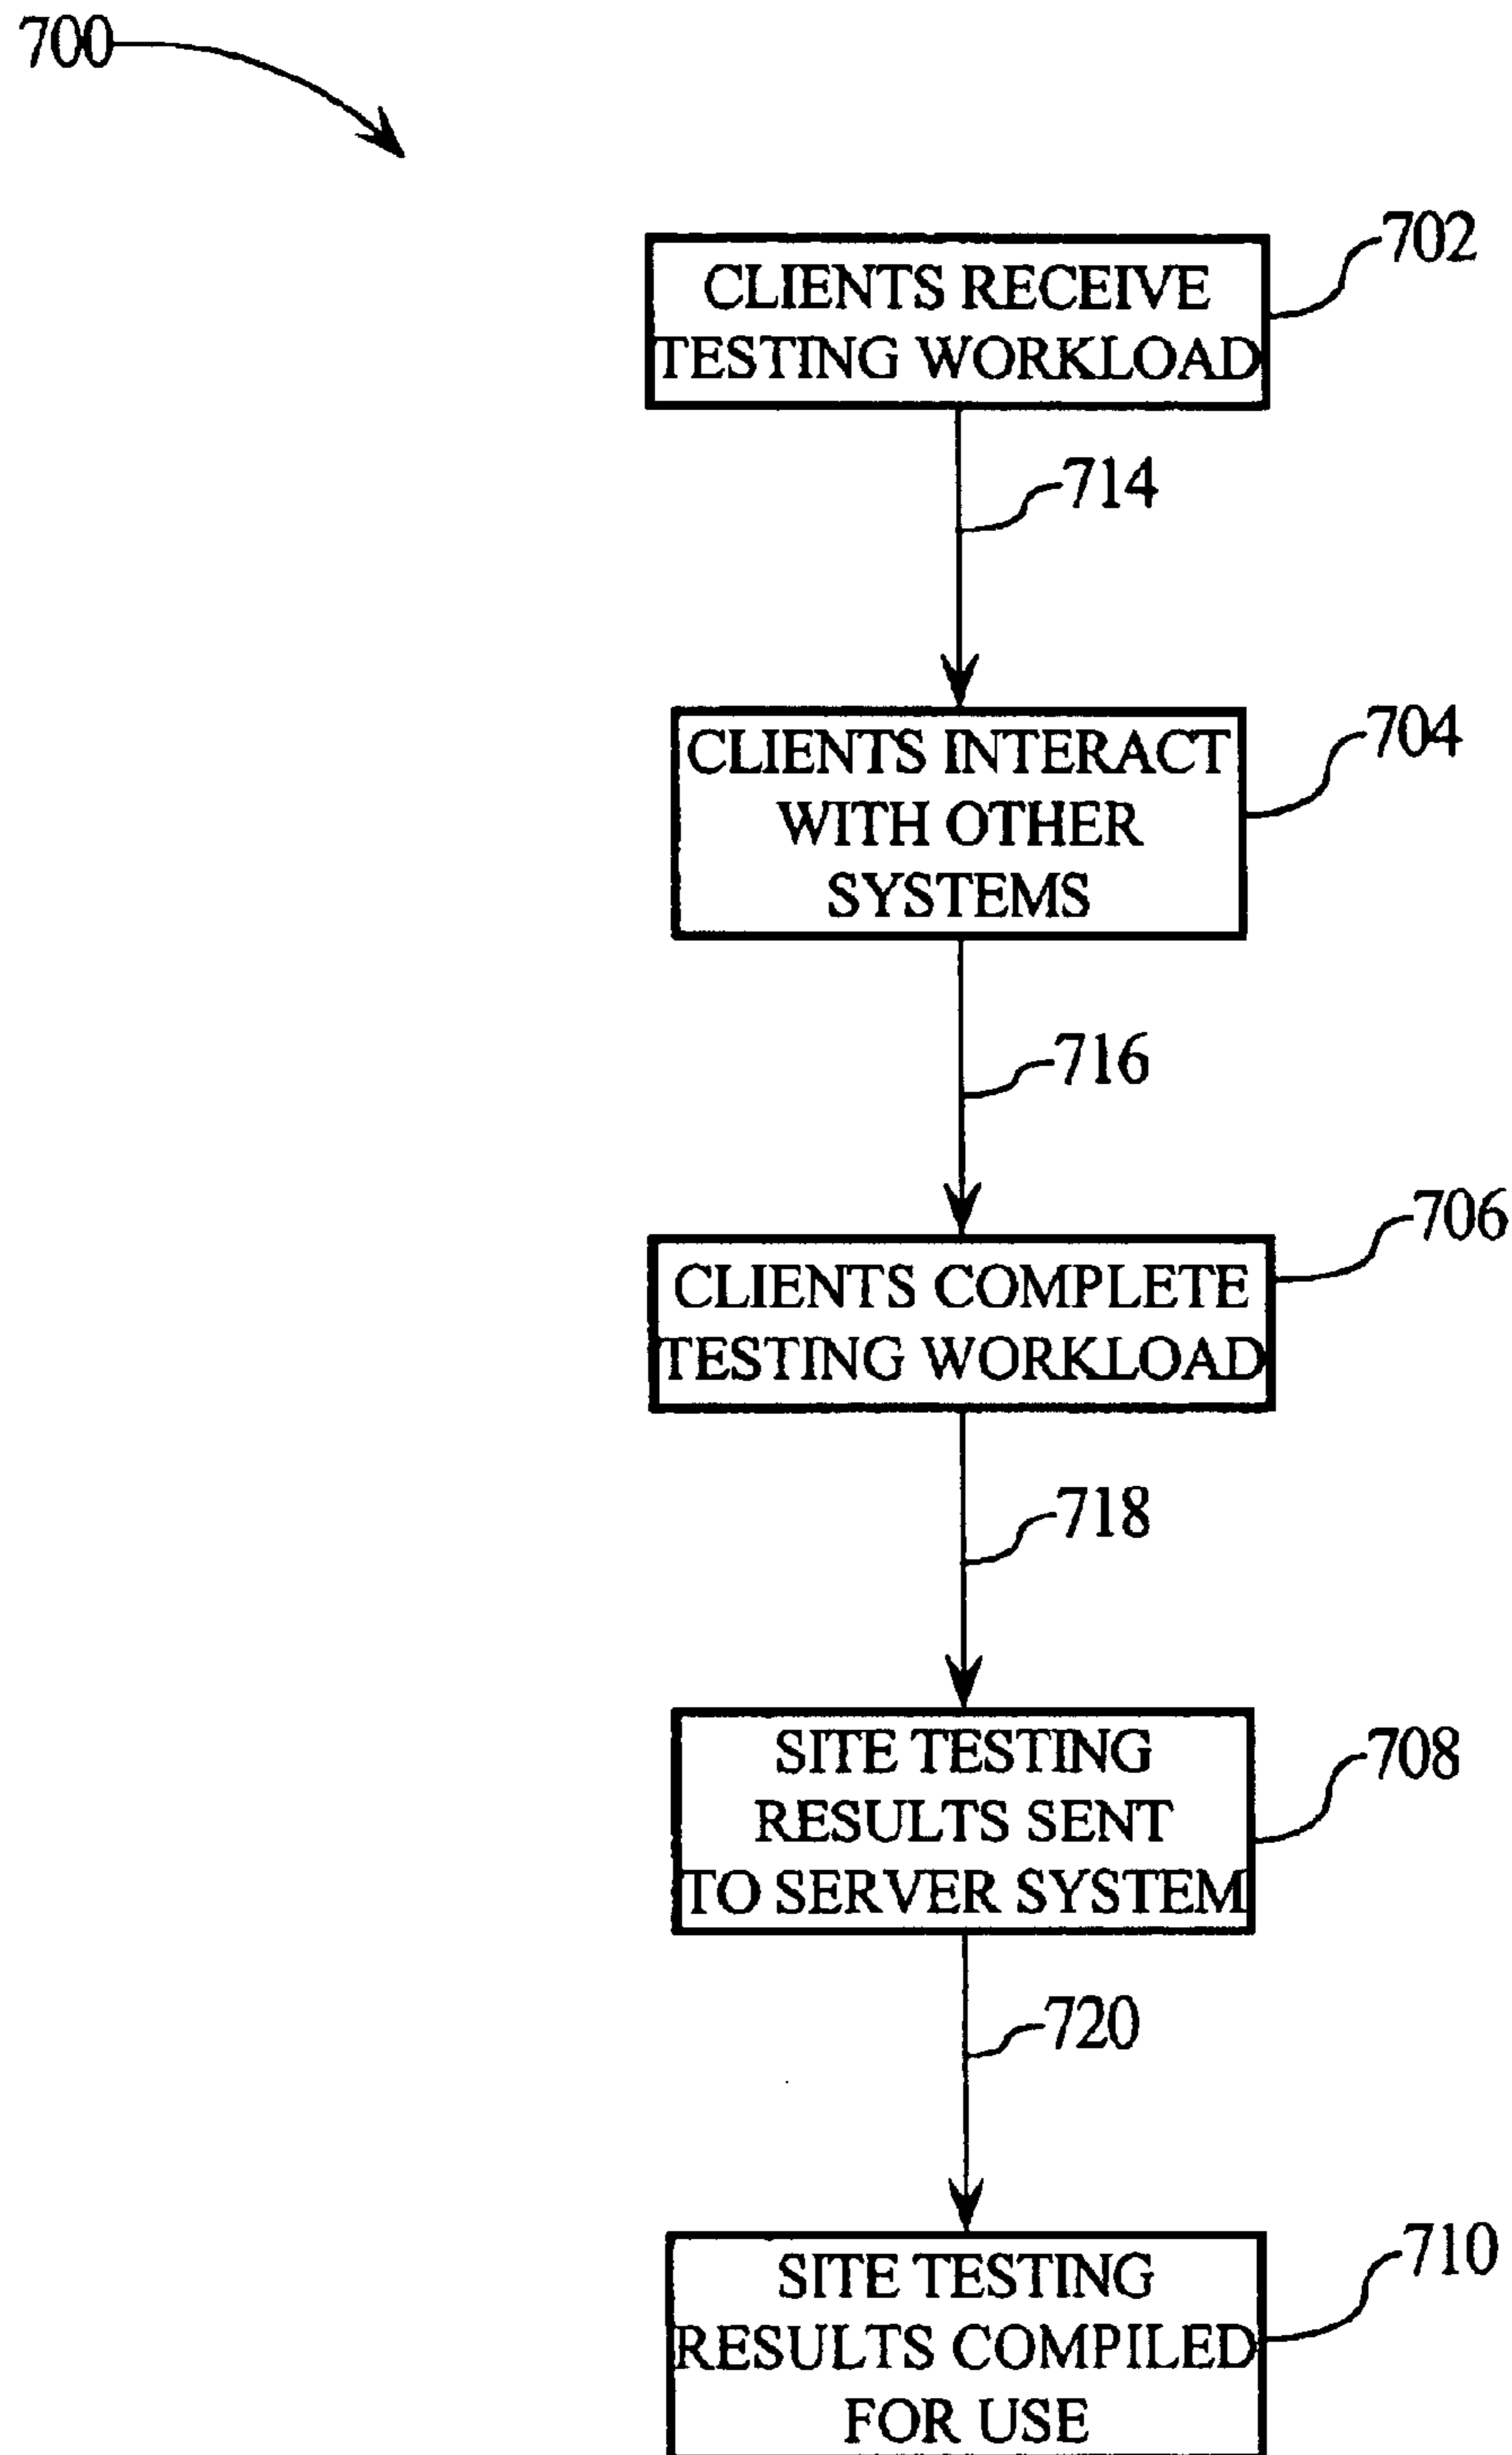 700
702
CLIENTS RECEIVE
TESTING WORKLOAD
714
704
CLIENTS INTERACT
WITH OTHER
SYSTEMS
716
706
CLIENTS COMPLETE
TESTING WORKLOAD
718
708
SITE TESTING
RESULTS SENT
TO SERVER SYSTEM
720
710
SITE TESTING
RESULTS COMPILED
FOR USE